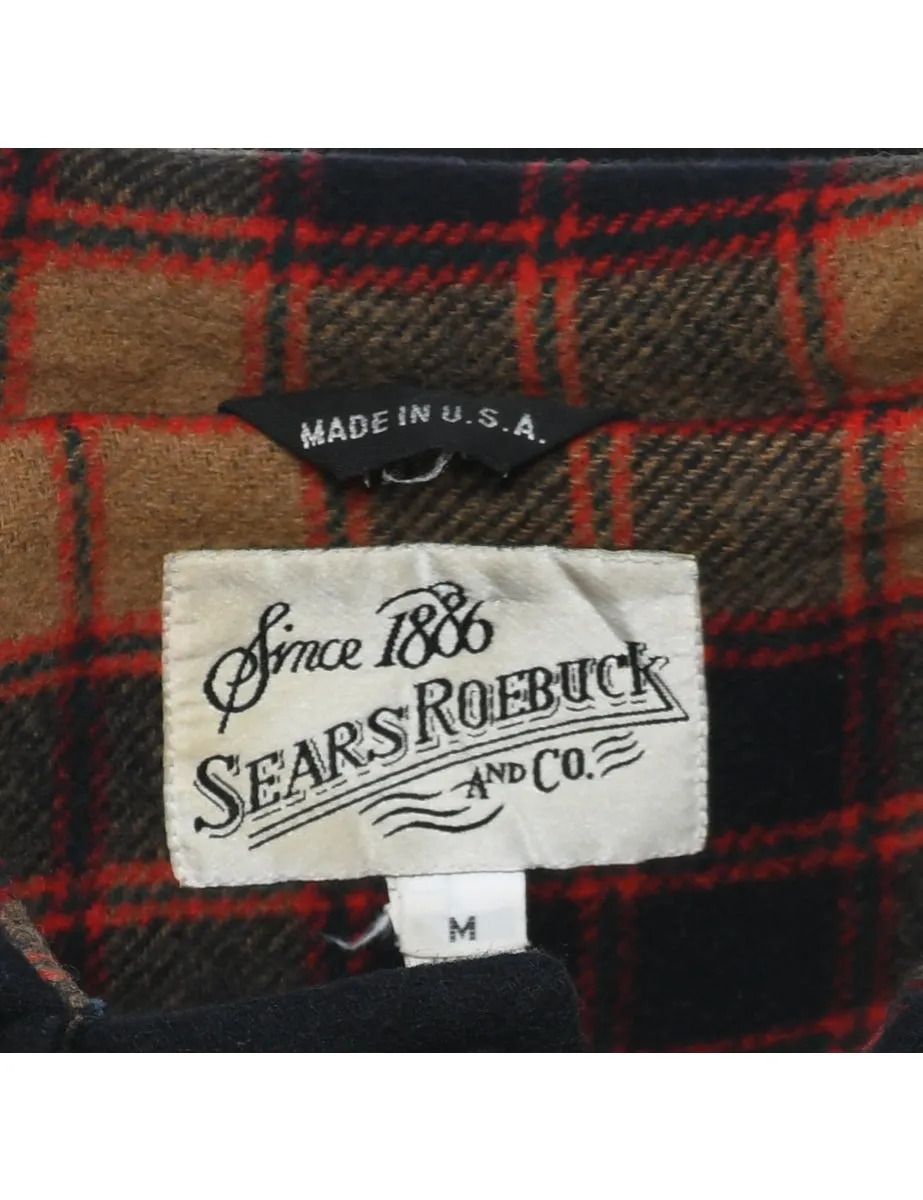 MADE IN U.S.A.
Since 1886
SEARS ROEBUCK
AND CO.
M